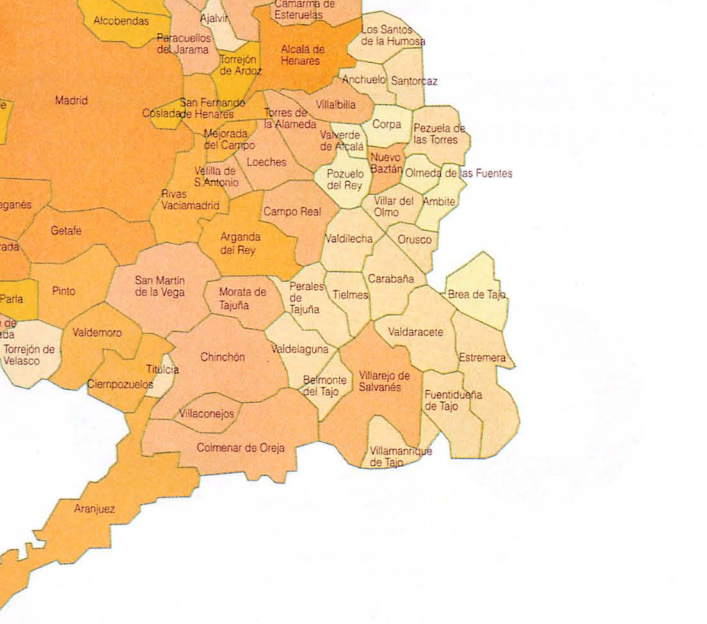 Camarma de
Esteruelas
Alcobendas
Ajalvir
Paracuellos
del Jarama
Los Santos
de la Humosa
Torrejón
de Ardoz
Alcalá de
Henares
Anchuelo
Santorcaz
Madrid
Coslada
San Fernando
de Henares
Villalbilla
Torres de
la Alameda
Corpa
Pezuela de
las Torres
Mejorada
del Campo
Valverde
de Alcalá
Loeches
Nuevo
Baztán
Velilla de
S.Antonio
Pozuelo
del Rey
Olmeda de las Fuentes
Rivas
Vaciamadrid
Villar del
Olmo
Ambite
eganés
Campo Real
Getafe
Arganda
del Rey
Valdilecha
Orusco
rada
San Martín
de la Vega
Carabaña
Parla
Pinto
Morata de
Tajuña
Perales
de
Tajuña
Tielmes
Brea de Tajo
de
da
Valdemoro
Valdaracete
Torrejón de
Velasco
Chinchón
Valdelaguna
Estremera
Titulcia
Ciempozuelos
Belmonte
del Tajo
Villarejo de
Salvanés
Fuentidueña
de Tajo
Villaconejos
Colmenar de Oreja
Villamanrique
de Tajo
Aranjuez